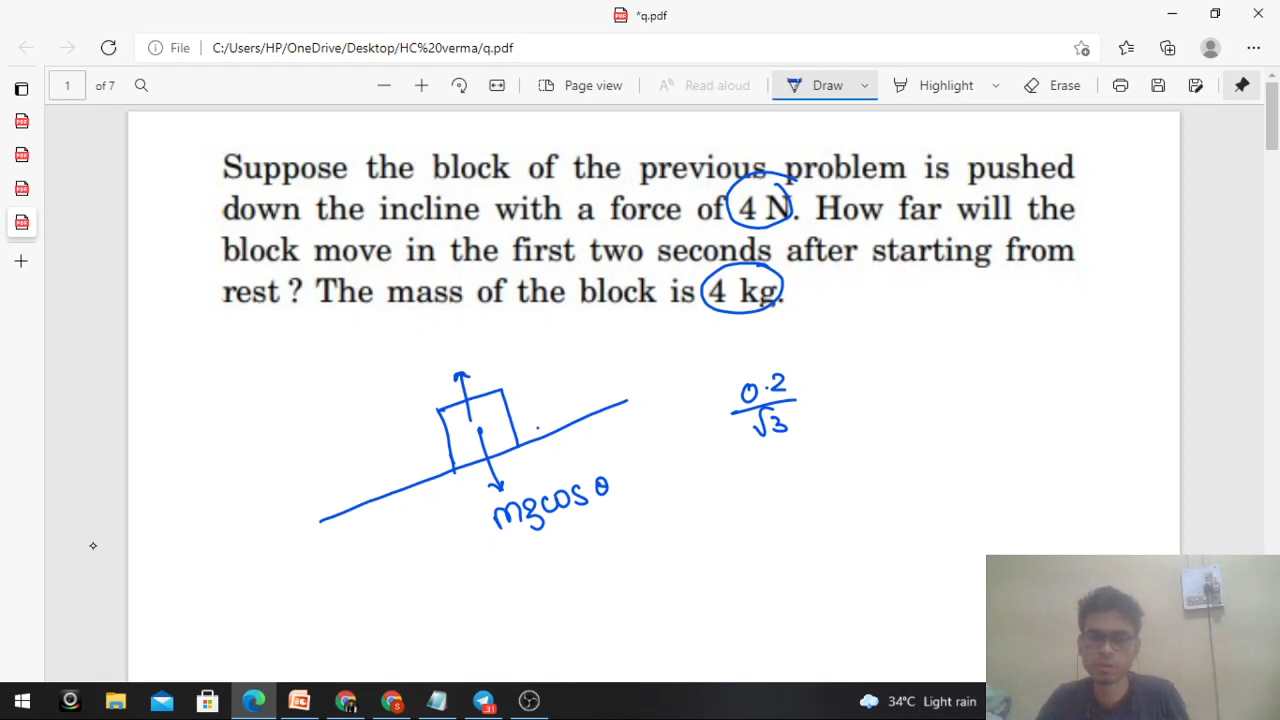 *q.pdf
File
C:/Users/HP/OneDrive/Desktop/HC%20verma/q.pdf
1 of 7
Page view
Read aloud
Draw
Highlight
Erase
Suppose the block of the previous problem is pushed
down the incline with a force of 4 N. How far will the
block move in the first two seconds after starting from
rest ? The mass of the block is 4 kg.
0.2
√3
mg cos θ
34°C Light rain